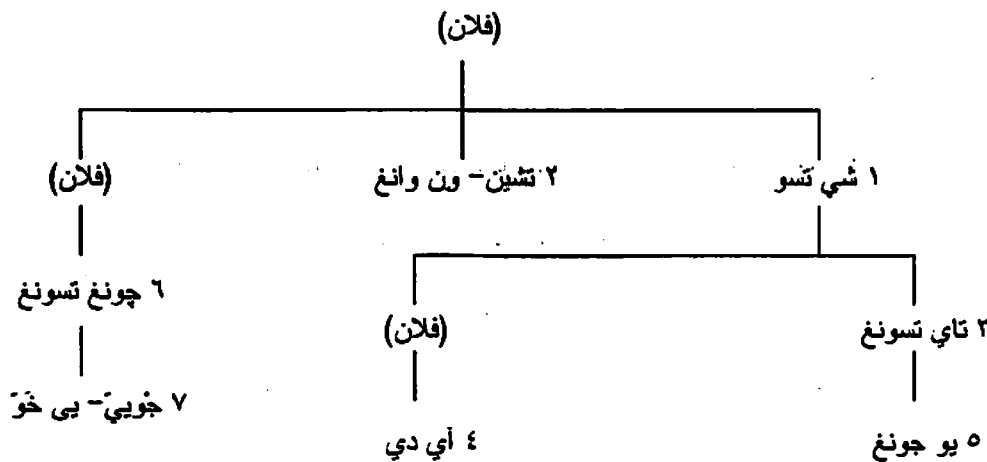 (فلان)
١ شي تسو
٢ تشين- ون وانغ
(فلان)
٦ چونغ تسونغ
٣ تاي تسونغ
(فلان)
٧ جوييّ- يى خوّ
٥ يو جونغ
٤ أي دي